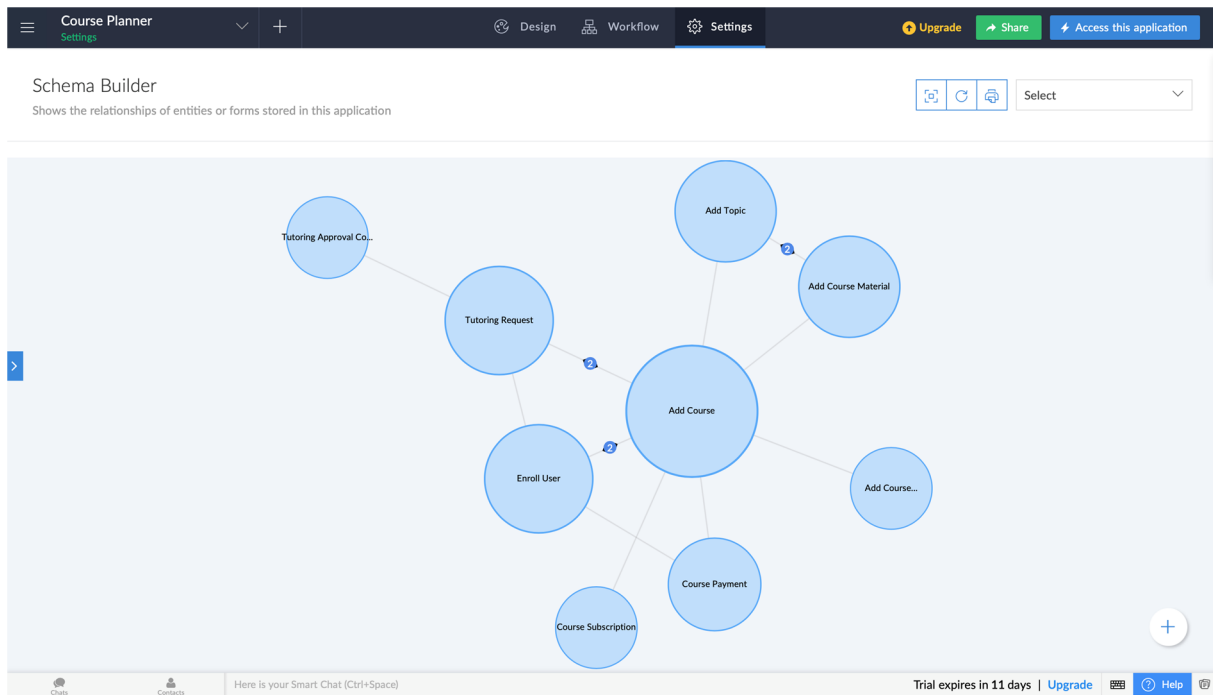 Course Planner
Settings
Design
Workflow
Settings
Upgrade
Share
Access this application
Schema Builder
Shows the relationships of entities or forms stored in this application
Select
Add Topic
Tutoring Approval Co...
2
Add Course Material
Tutoring Request
2
Add Course
2
Enroll User
Add Course...
Course Payment
Course Subscription
Chats
Contacts
Here is your Smart Chat (Ctrl+Space)
Trial expires in 11 days | Upgrade
Help